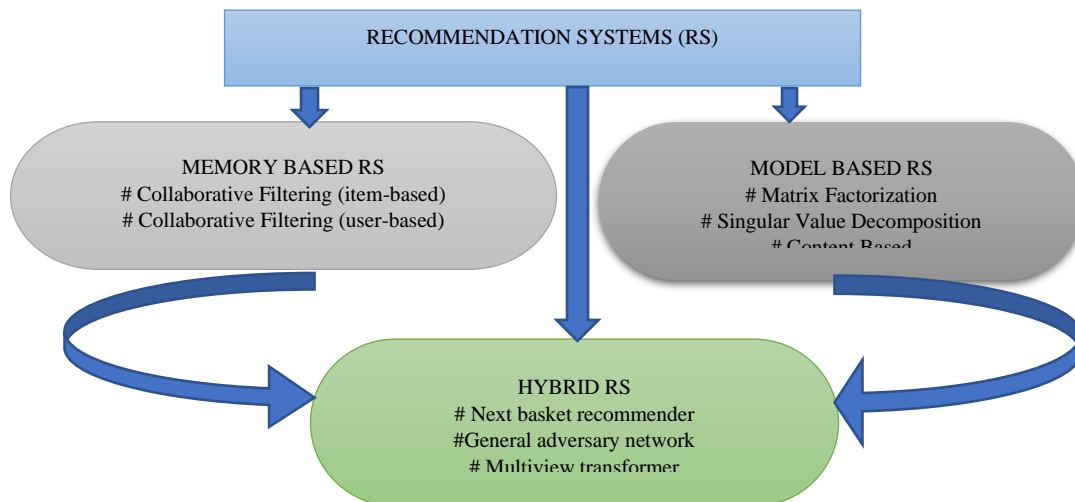 RECOMMENDATION SYSTEMS (RS)
MEMORY BASED RS
# Collaborative Filtering (item-based)
# Collaborative Filtering (user-based)
MODEL BASED RS
# Matrix Factorization
# Singular Value Decomposition
# Content Based
HYBRID RS
# Next basket recommender
#General adversary network
# Multiview transformer